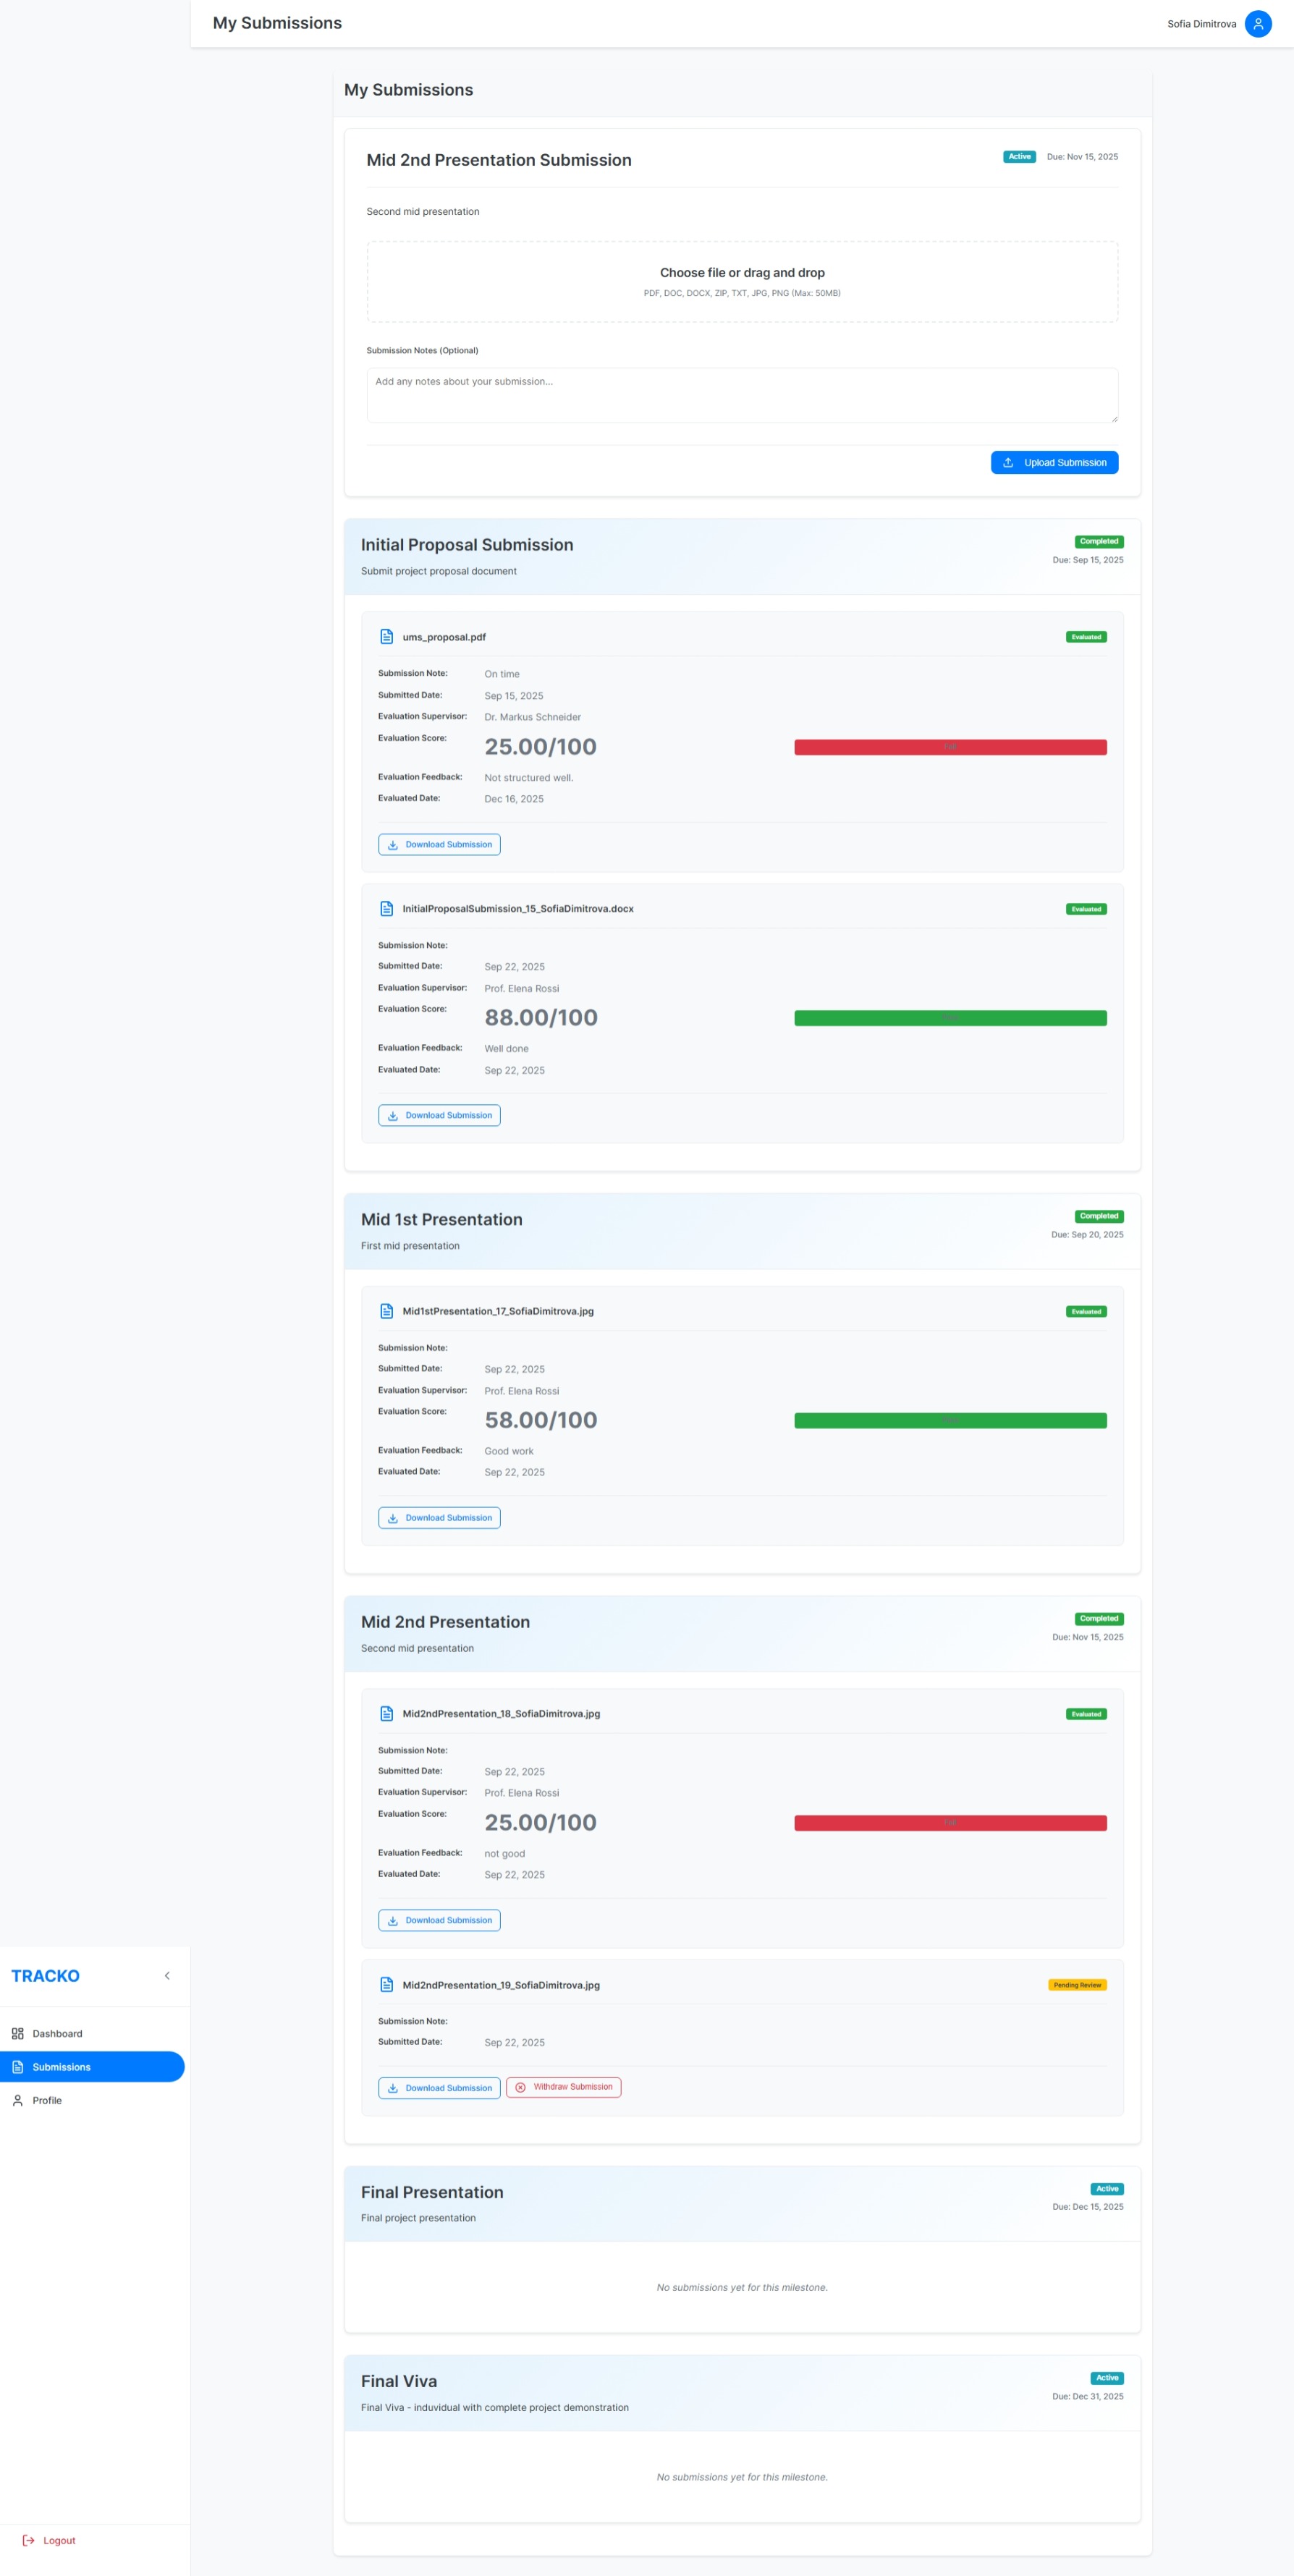 My Submissions
Sofia Dimitrova
My Submissions
Mid 2nd Presentation Submission
Active Due: Nov 15, 2025
Second mid presentation
Choose file or drag and drop
PDF, DOC, DOCX, ZIP, TXT, JPG, PNG (Max: 50MB)
Submission Notes (Optional)
Add any notes about your submission...
Upload Submission
Initial Proposal Submission
Completed
Submit project proposal document
Due: Sep 15, 2025
ums_proposal.pdf
Evaluated
Submission Note: On time
Submitted Date: Sep 15, 2025
Evaluation Supervisor: Dr. Markus Schneider
Evaluation Score: 25.00/100
Evaluation Feedback: Not structured well.
Evaluated Date: Dec 16, 2025
Download Submission
InitialProposalSubmission_15_SofiaDimitrova.docx
Evaluated
Submission Note:
Submitted Date: Sep 22, 2025
Evaluation Supervisor: Prof. Elena Rossi
Evaluation Score: 88.00/100
Evaluation Feedback: Well done
Evaluated Date: Sep 22, 2025
Download Submission
Mid 1st Presentation
Completed
First mid presentation
Due: Sep 20, 2025
Mid1stPresentation_17_SofiaDimitrova.jpg
Evaluated
Submission Note:
Submitted Date: Sep 22, 2025
Evaluation Supervisor: Prof. Elena Rossi
Evaluation Score: 58.00/100
Evaluation Feedback: Good work
Evaluated Date: Sep 22, 2025
Download Submission
Mid 2nd Presentation
Completed
Second mid presentation
Due: Nov 15, 2025
Mid2ndPresentation_18_SofiaDimitrova.jpg
Evaluated
Submission Note:
Submitted Date: Sep 22, 2025
Evaluation Supervisor: Prof. Elena Rossi
Evaluation Score: 25.00/100
Evaluation Feedback: not good
Evaluated Date: Sep 22, 2025
Download Submission
Mid2ndPresentation_19_SofiaDimitrova.jpg
Pending Review
Submission Note:
Submitted Date: Sep 22, 2025
Download Submission Withdraw Submission
Final Presentation
Active
Final project presentation
Due: Dec 15, 2025
No submissions yet for this milestone.
Final Viva
Active
Final Viva - induvidual with complete project demonstration
Due: Dec 31, 2025
No submissions yet for this milestone.
TRACKO
Dashboard
Submissions
Profile
Logout